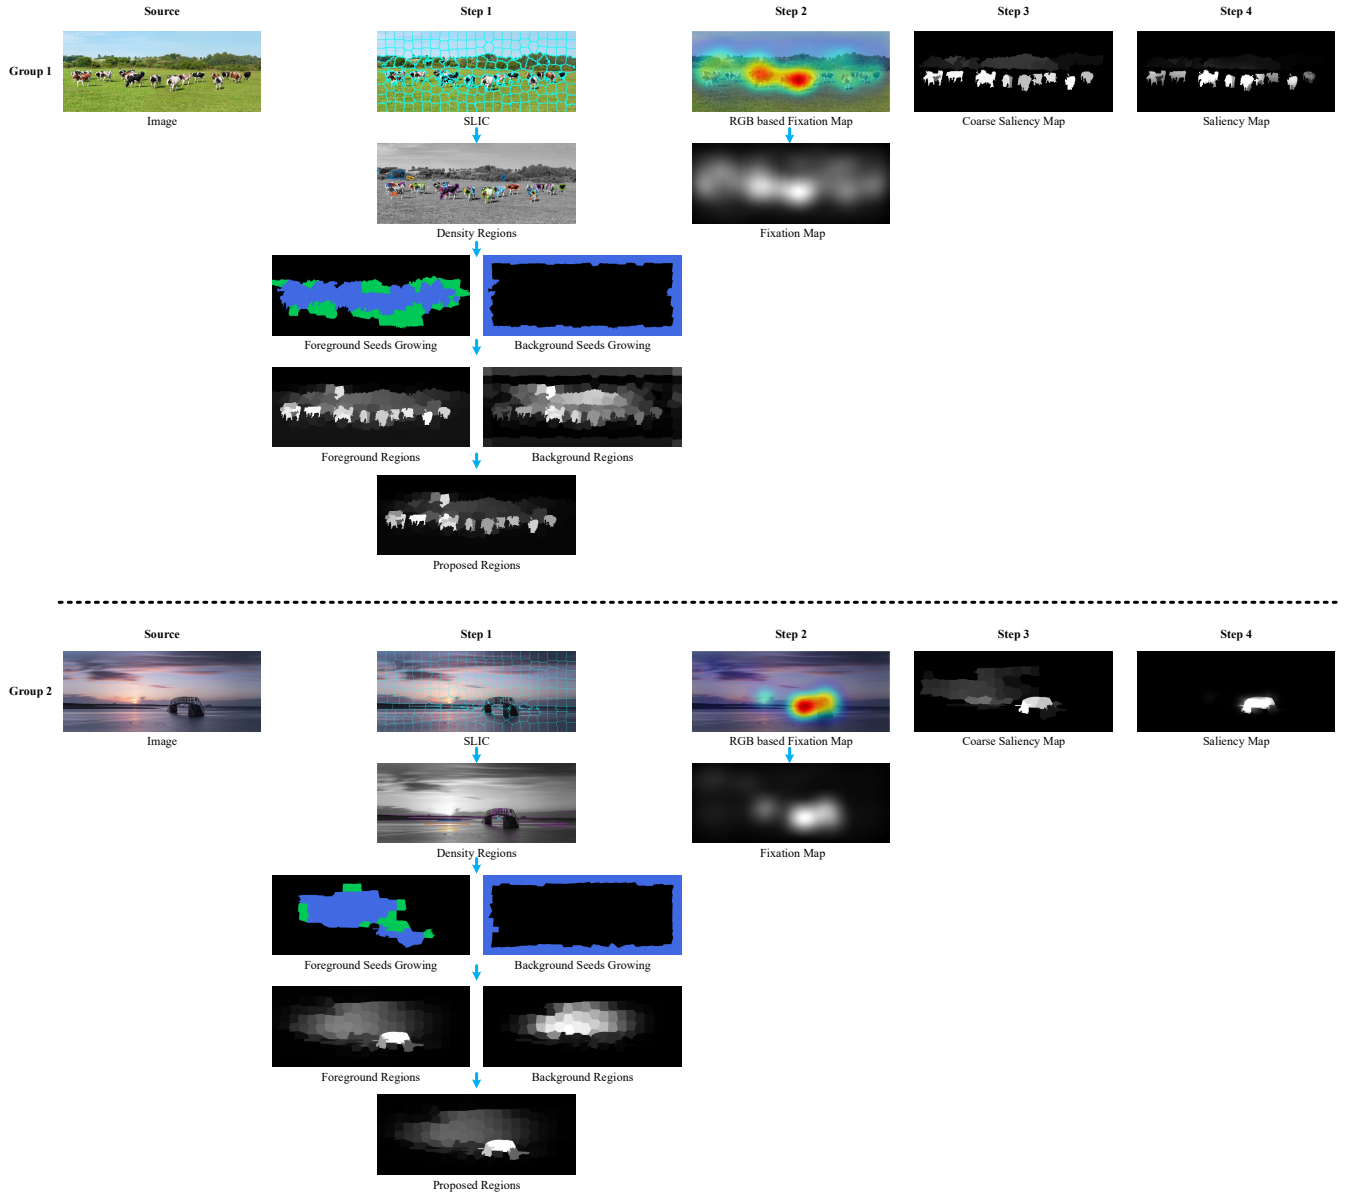 Source Step 1 Step 2 Step 3 Step 4
Group 1
Image SLIC RGB based Fixation Map Coarse Saliency Map Saliency Map
Density Regions Fixation Map
Foreground Seeds Growing Background Seeds Growing
Foreground Regions Background Regions
Proposed Regions
Source Step 1 Step 2 Step 3 Step 4
Group 2
Image SLIC RGB based Fixation Map Coarse Saliency Map Saliency Map
Density Regions Fixation Map
Foreground Seeds Growing Background Seeds Growing
Foreground Regions Background Regions
Proposed Regions